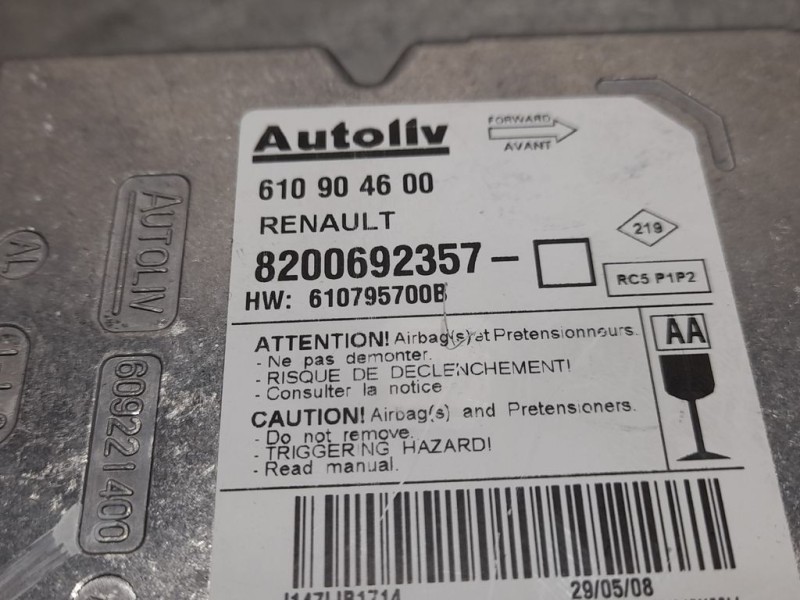 Autoliv
FORWARD
AVANT
610 90 46 00
RENAULT
219
8200692357-
RC5 P1P2
HW: 610795700B
ATTENTION! Airbag(s) et Pretensionneurs.
- Ne pas demonter.
- RISQUE DE DECLENCHEMENT!
- Consulter la notice
AA
CAUTION! Airbag(s) and Pretensioners.
- Do not remove.
- TRIGGERING HAZARD!
- Read manual.
29/05/08
AUTOLIV
609221400
AL